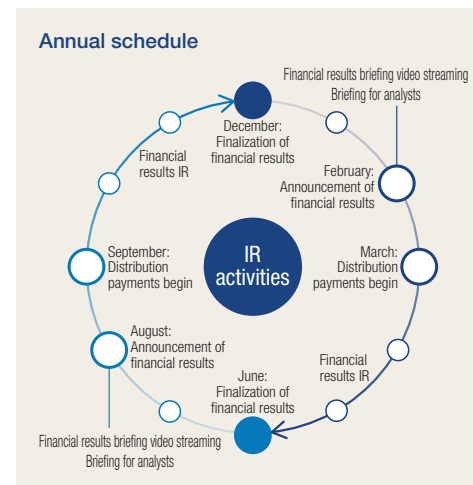 Annual schedule
Financial results briefing video streaming
Briefing for analysts
December:
Finalization of
financial results
February:
Announcement of
financial results
Financial
results IR
IR
activities
September:
Distribution
payments begin
March:
Distribution
payments begin
August:
Announcement of
financial results
Financial
results IR
June:
Finalization of
financial results
Financial results briefing video streaming
Briefing for analysts